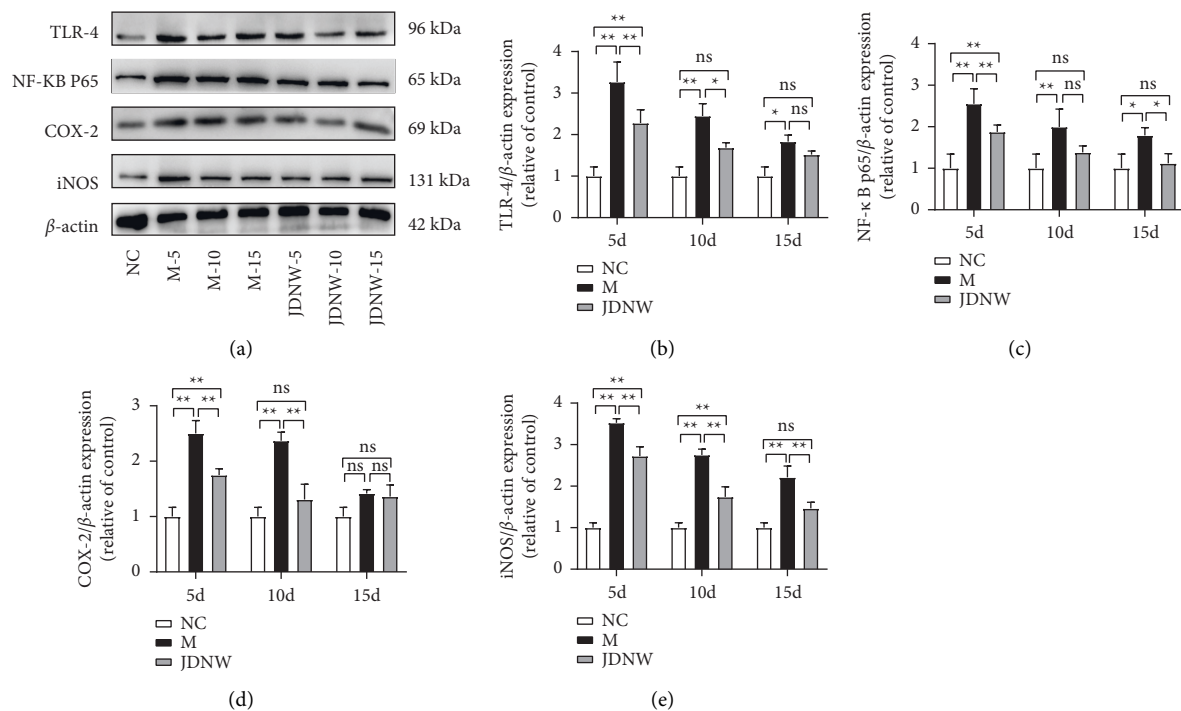 TLR-4
96 kDa
NF-KB P65
65 kDa
COX-2
69 kDa
iNOS
131 kDa
β-actin
42 kDa
NC
M-5
M-10
M-15
JDNW-5
JDNW-10
JDNW-15
(a)
TLR-4/β-actin expression
(relative of control)
4
3
2
1
0
**
** **
ns
** *
ns
* ns
5d 10d 15d
NC
M
JDNW
(b)
NF-κ B p65/β-actin expression
(relative of control)
4
3
2
1
0
**
** **
ns
** ns
ns
* *
5d 10d 15d
NC
M
JDNW
(c)
COX-2/β-actin expression
(relative of control)
3
2
1
0
**
** **
ns
** **
ns
ns ns
5d 10d 15d
NC
M
JDNW
(d)
iNOS/β-actin expression
(relative of control)
4
3
2
1
0
**
** **
**
** **
ns
** **
5d 10d 15d
NC
M
JDNW
(e)